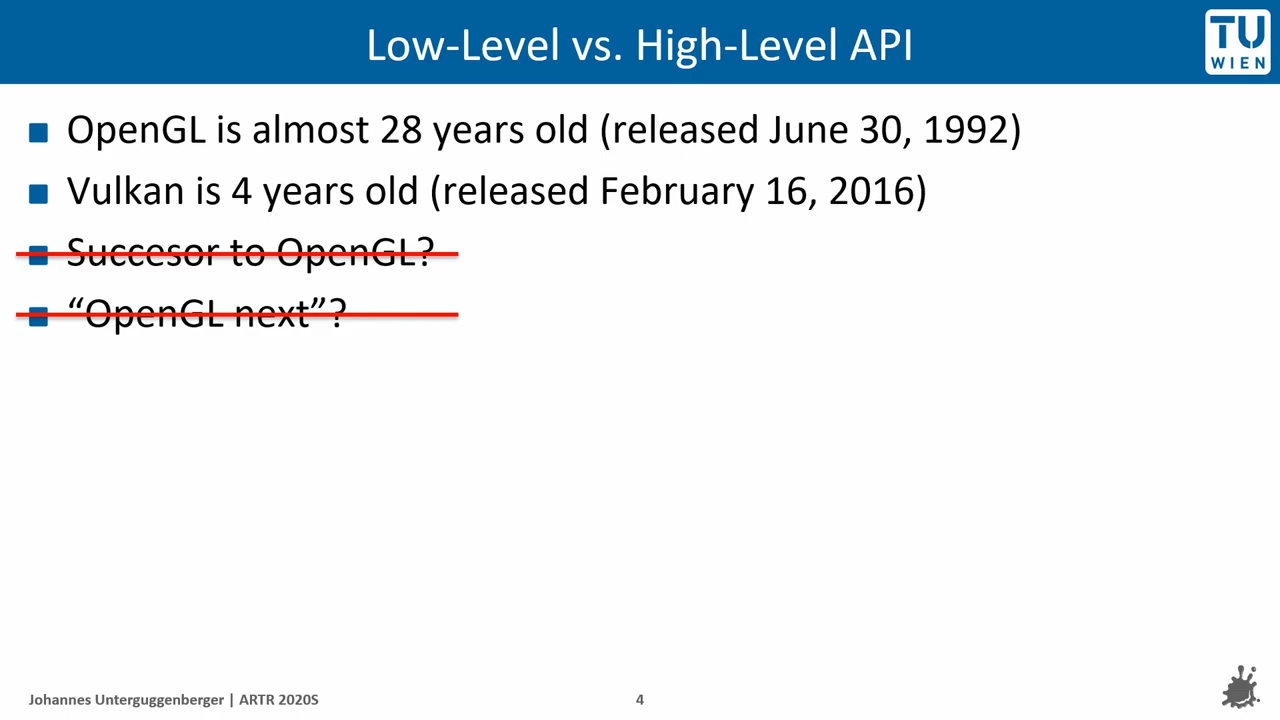 Low-Level vs. High-Level API
TU
WIEN
OpenGL is almost 28 years old (released June 30, 1992)
Vulkan is 4 years old (released February 16, 2016)
Succesor to OpenGL?
“OpenGL next”?
Johannes Unterguggenberger | ARTR 2020S
4